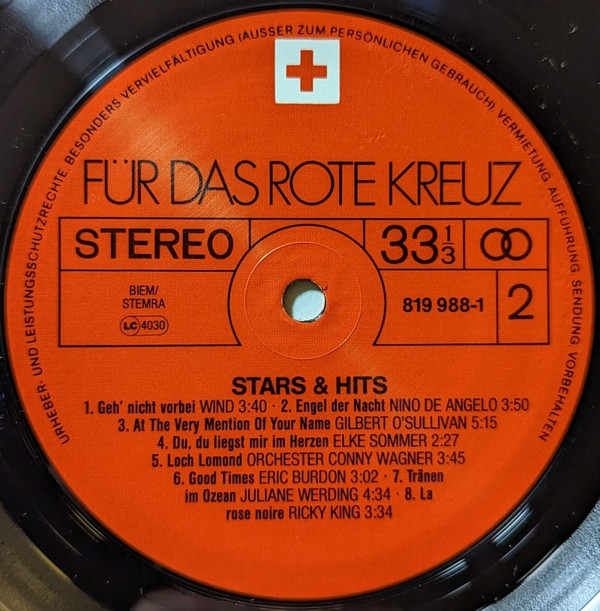 URHEBER- UND LEISTUNGSSCHUTZRECHTE, BESONDERS VERVIELFÄLTIGUNG (AUSSER ZUM PERSÖNLICHEN GEBRAUCH), VERMIETUNG, AUFFÜHRUNG, SENDUNG, VORBEHALTEN
FÜR DAS ROTE KREUZ
STEREO
33 1/3
BIEM/
STEMRA
LC 4030
819 988-1
2
STARS & HITS
1. Geh' nicht vorbei WIND 3:40 · 2. Engel der Nacht NINO DE ANGELO 3:50
3. At The Very Mention Of Your Name GILBERT O'SULLIVAN 5:15
4. Du, du liegst mir im Herzen ELKE SOMMER 2:27
5. Loch Lomond ORCHESTER CONNY WAGNER 3:45
6. Good Times ERIC BURDON 3:02 · 7. Tränen
im Ozean JULIANE WERDING 4:34 · 8. La
rose noire RICKY KING 3:34